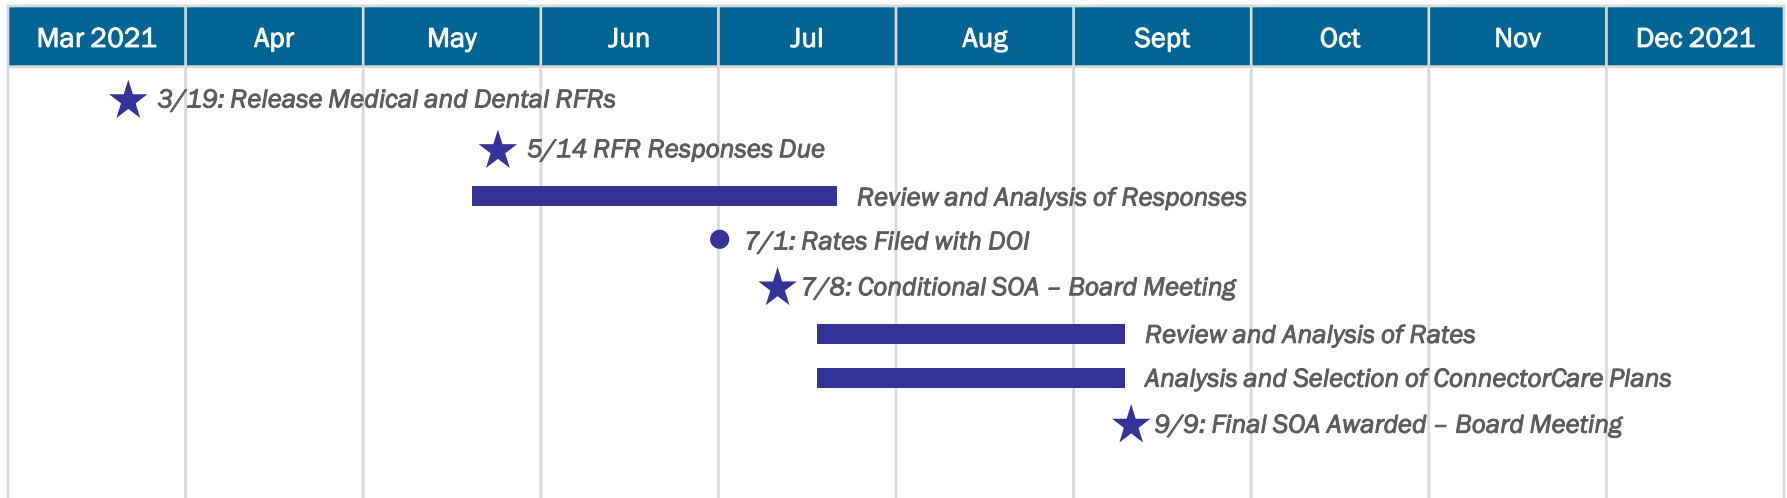 Mar 2021 Apr May Jun Jul Aug Sept Oct Nov Dec 2021
3/19: Release Medical and Dental RFRs
5/14 RFR Responses Due
Review and Analysis of Responses
7/1: Rates Filed with DOI
7/8: Conditional SOA – Board Meeting
Review and Analysis of Rates
Analysis and Selection of ConnectorCare Plans
9/9: Final SOA Awarded – Board Meeting